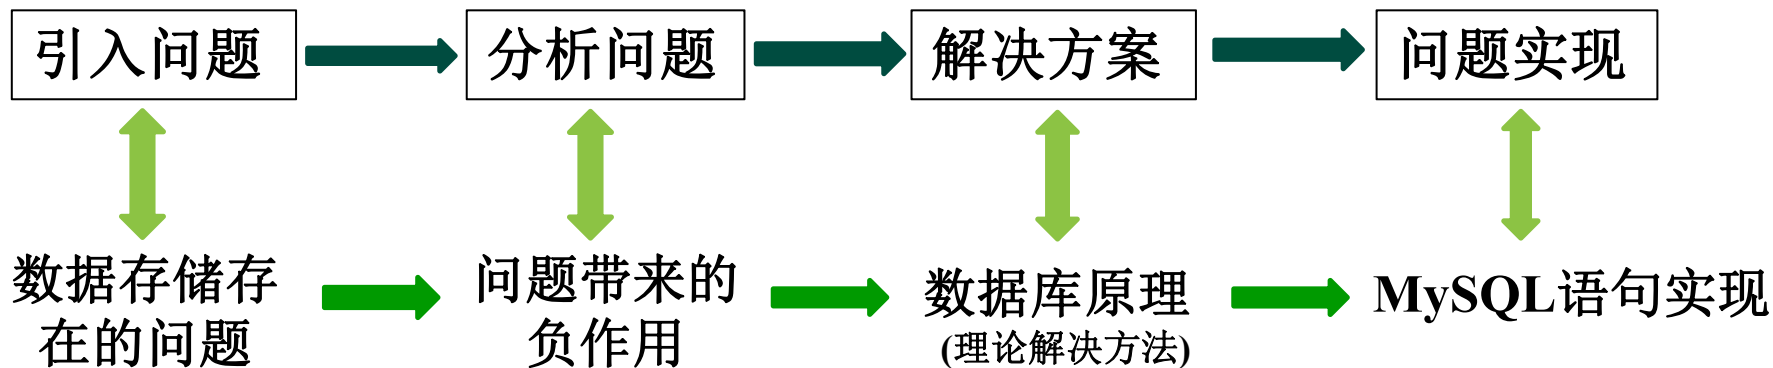 引入问题
分析问题
解决方案
问题实现
数据存储存
在的问题
问题带来的
负作用
数据库原理
(理论解决方法)
MySQL语句实现